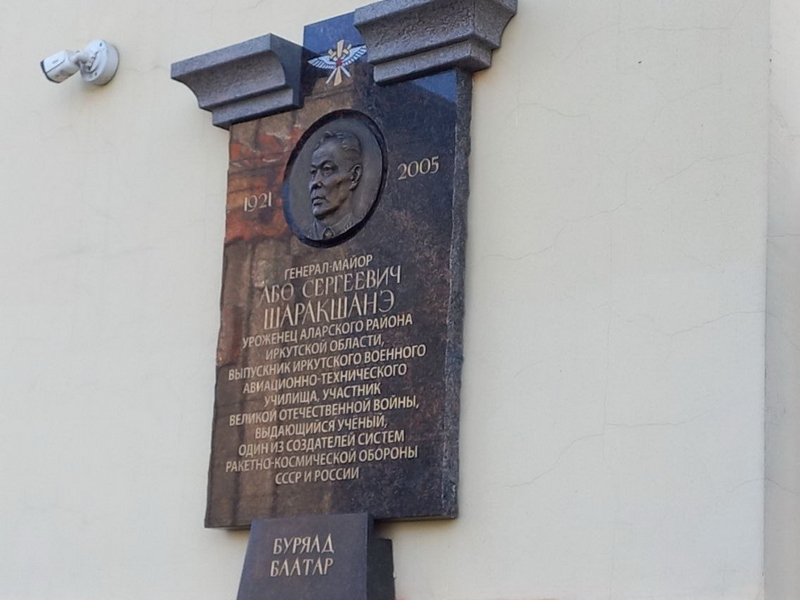 1921
2005
ГЕНЕРАЛ-МАЙОР
АБО СЕРГЕЕВИЧ
ШАРАКШАНЭ
УРОЖЕНЕЦ АЛАРСКОГО РАЙОНА
ИРКУТСКОЙ ОБЛАСТИ,
ВЫПУСКНИК ИРКУТСКОГО ВОЕННОГО
АВИАЦИОННО-ТЕХНИЧЕСКОГО
УЧИЛИЩА, УЧАСТНИК
ВЕЛИКОЙ ОТЕЧЕСТВЕННОЙ ВОЙНЫ,
ВЫДАЮЩИЙСЯ УЧЁНЫЙ,
ОДИН ИЗ СОЗДАТЕЛЕЙ СИСТЕМ
РАКЕТНО-КОСМИЧЕСКОЙ ОБОРОНЫ
СССР И РОССИИ
БУРЯАД
БААТАР